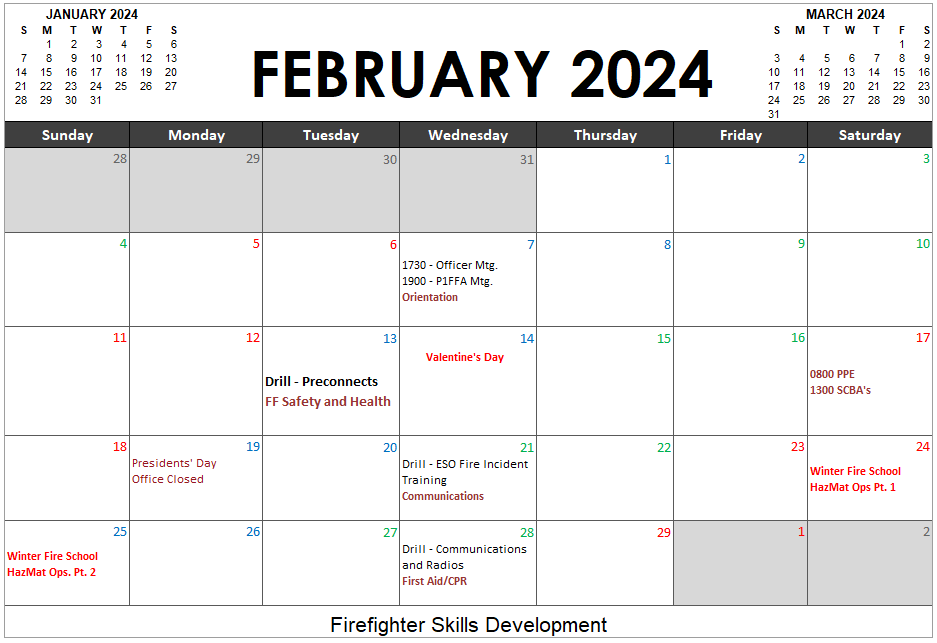 JANUARY 2024
S M T W T F S
1 2 3 4 5 6
7 8 9 10 11 12 13
14 15 16 17 18 19 20
21 22 23 24 25 26 27
28 29 30 31
FEBRUARY 2024
MARCH 2024
S M T W T F S
1 2
3 4 5 6 7 8 9
10 11 12 13 14 15 16
17 18 19 20 21 22 23
24 25 26 27 28 29 30
31
Sunday Monday Tuesday Wednesday Thursday Friday Saturday
28 29 30 31 1 2 3
4 5 6 7 8 9 10
1730 - Officer Mtg.
1900 - P1FFA Mtg.
Orientation
11 12 13 14 15 16 17
Drill - Preconnects
FF Safety and Health
Valentine's Day
0800 PPE
1300 SCBA's
18 19 20 21 22 23 24
Presidents' Day
Office Closed
Drill - ESO Fire Incident
Training
Communications
Winter Fire School
HazMat Ops Pt. 1
25 26 27 28 29 1 2
Winter Fire School
HazMat Ops. Pt. 2
Drill - Communications
and Radios
First Aid/CPR
Firefighter Skills Development